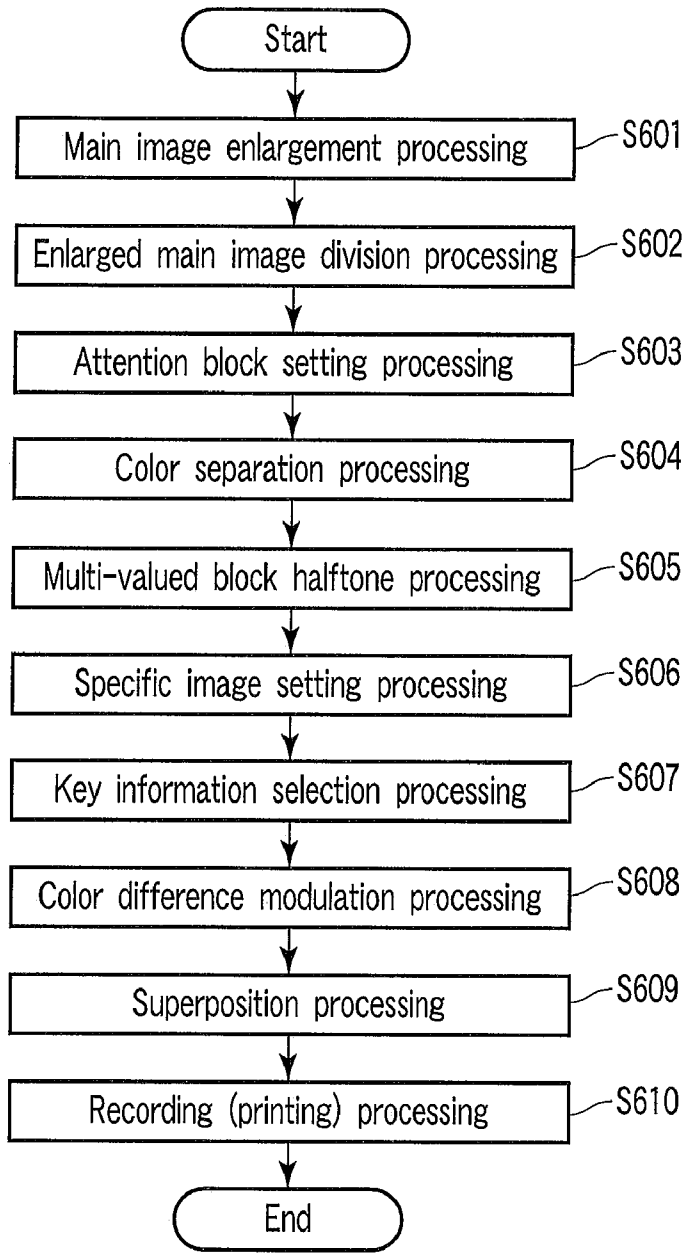 Start
Main image enlargement processing S601
Enlarged main image division processing S602
Attention block setting processing S603
Color separation processing S604
Multi-valued block halftone processing S605
Specific image setting processing S606
Key information selection processing S607
Color difference modulation processing S608
Superposition processing S609
Recording (printing) processing S610
End